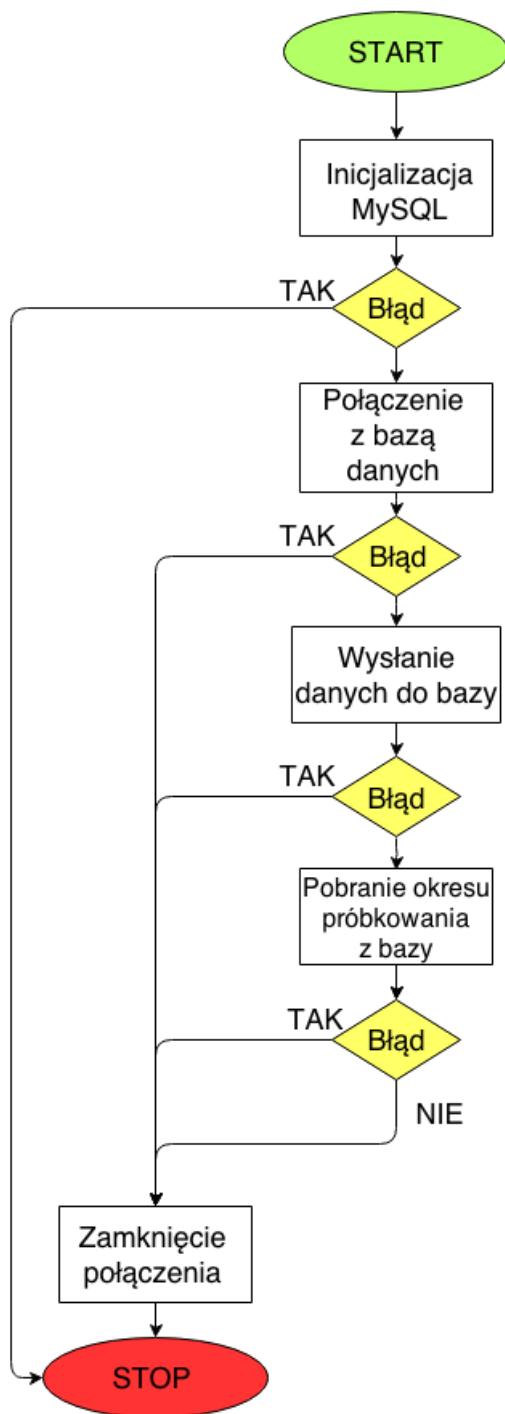 START
Inicjalizacja
MySQL
TAK
Błąd
Połączenie
z bazą
danych
TAK
Błąd
Wysłanie
danych do bazy
TAK
Błąd
Pobranie okresu
próbkowania
z bazy
TAK
Błąd
NIE
Zamknięcie
połączenia
STOP